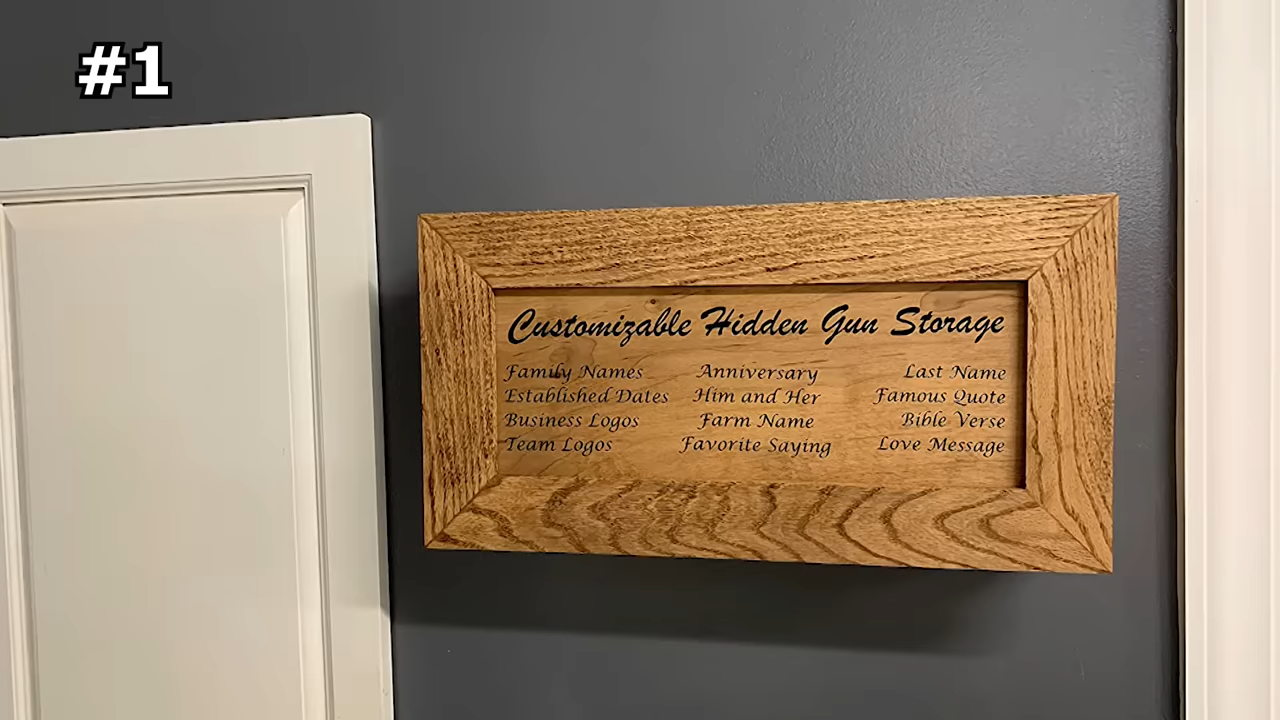 #1
Customizable Hidden Gun Storage
Family Names Anniversary Last Name
Established Dates Him and Her Famous Quote
Business Logos Farm Name Bible Verse
Team Logos Favorite Saying Love Message